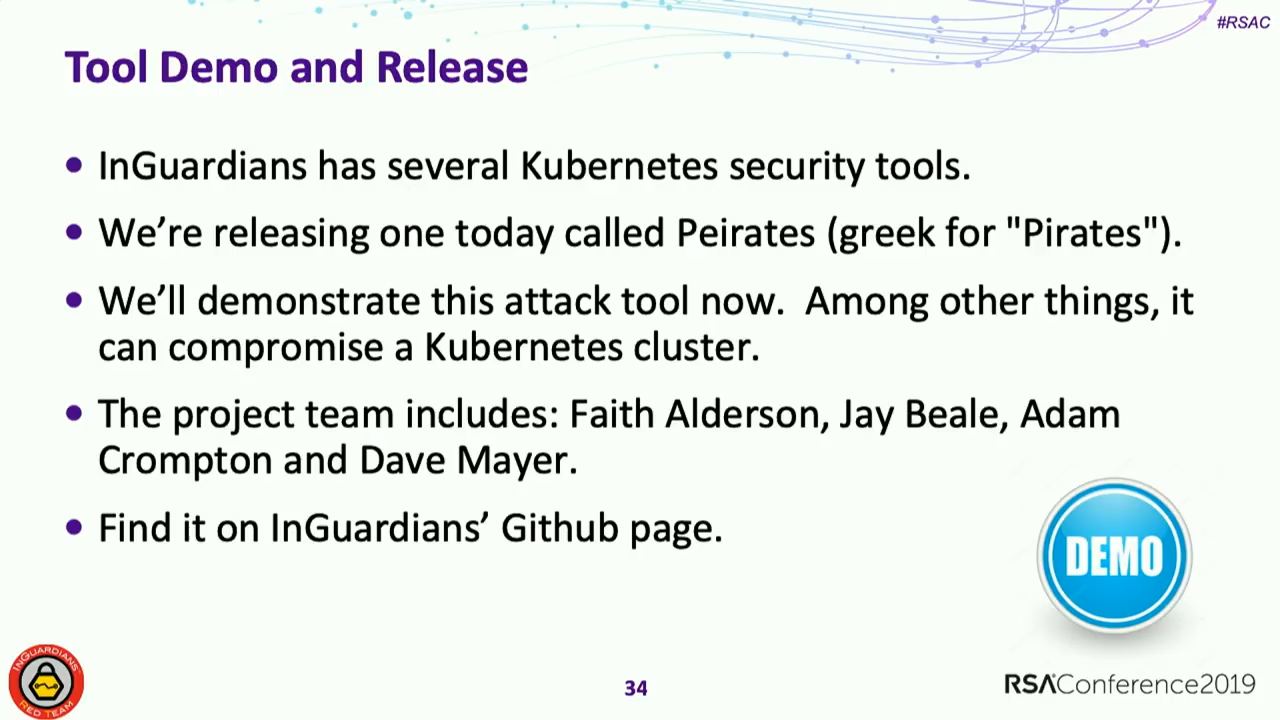 #RSAC
Tool Demo and Release
• InGuardians has several Kubernetes security tools.
• We’re releasing one today called Peirates (greek for "Pirates").
• We’ll demonstrate this attack tool now.  Among other things, it
can compromise a Kubernetes cluster.
• The project team includes: Faith Alderson, Jay Beale, Adam
Crompton and Dave Mayer.
• Find it on InGuardians’ Github page.
DEMO
INGUARDIANS
RED TEAM
34
RSAConference2019